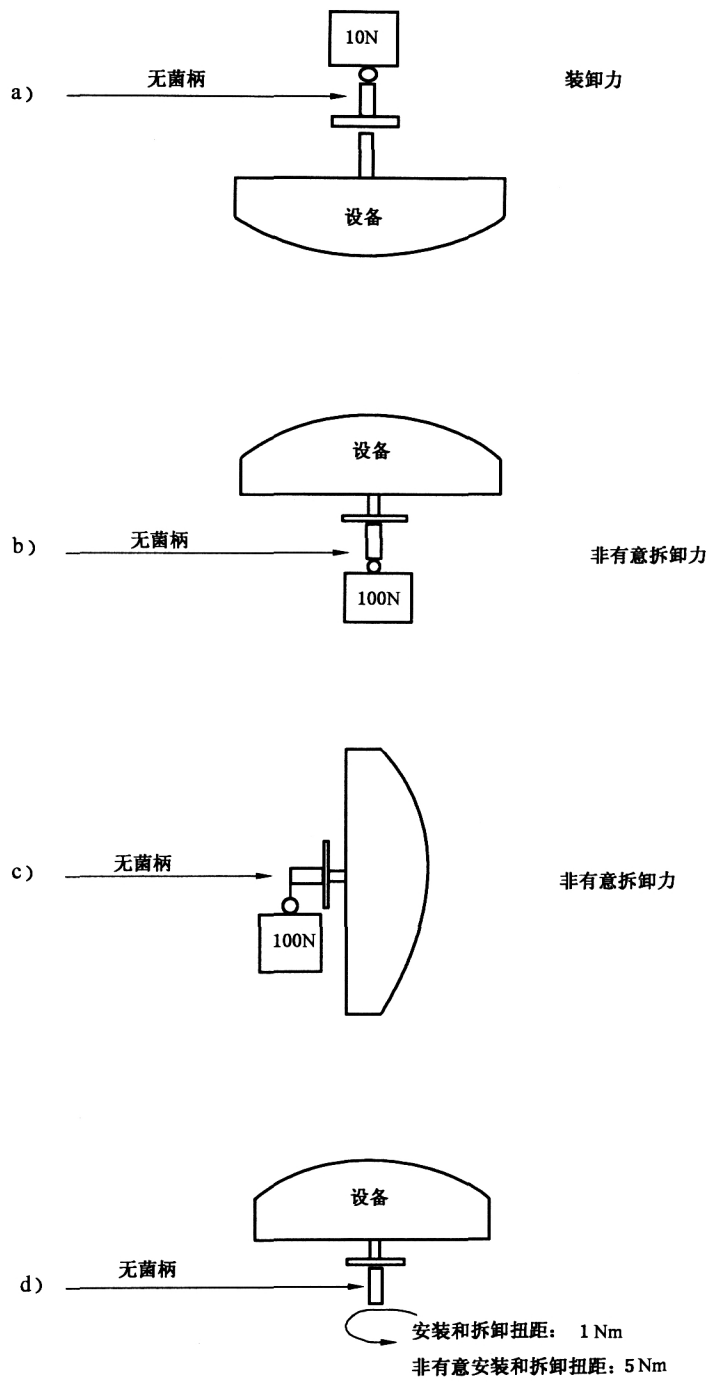 10N
无菌柄
装卸力
a)
设备
设备
无菌柄
b)
非有意拆卸力
100N
无菌柄
c)
非有意拆卸力
100N
设备
无菌柄
d)
安装和拆卸扭距： 1 Nm
非有意安装和拆卸扭距：5 Nm